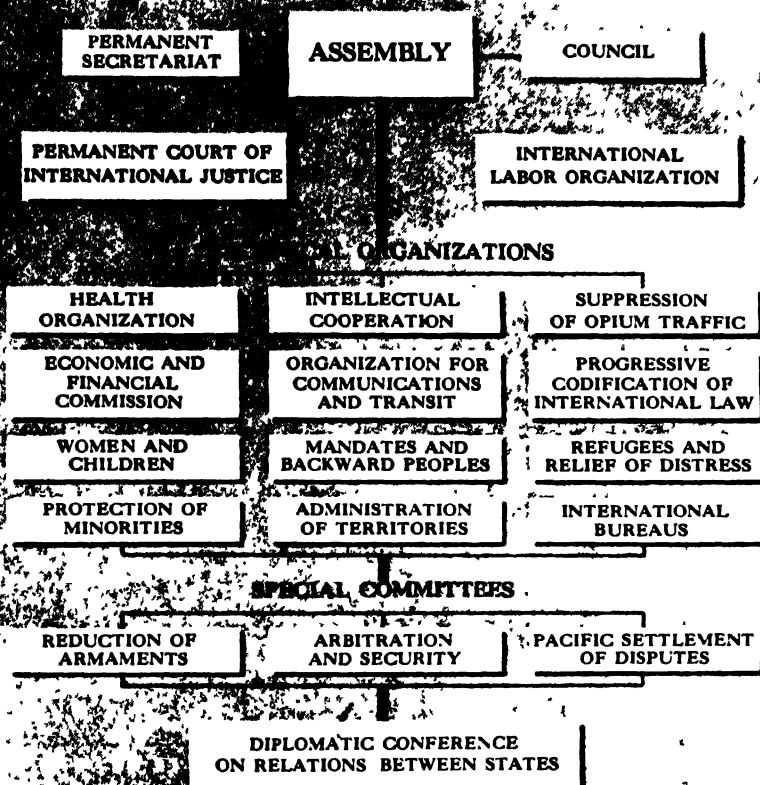 PERMANENT
SECRETARIAT
ASSEMBLY
COUNCIL
PERMANENT COURT OF
INTERNATIONAL JUSTICE
INTERNATIONAL
LABOR ORGANIZATION
ORGANIZATIONS
HEALTH
ORGANIZATION
INTELLECTUAL
COOPERATION
SUPPRESSION
OF OPIUM TRAFFIC
ECONOMIC AND
FINANCIAL
COMMISSION
ORGANIZATION FOR
COMMUNICATIONS
AND TRANSIT
PROGRESSIVE
CODIFICATION OF
INTERNATIONAL LAW
WOMEN AND
CHILDREN
MANDATES AND
BACKWARD PEOPLES
REFUGEES AND
RELIEF OF DISTRESS
PROTECTION OF
MINORITIES
ADMINISTRATION
OF TERRITORIES
INTERNATIONAL
BUREAUS
SPECIAL COMMITTEES
REDUCTION OF
ARMAMENTS
ARBITRATION
AND SECURITY
PACIFIC SETTLEMENT
OF DISPUTES
DIPLOMATIC CONFERENCE
ON RELATIONS BETWEEN STATES